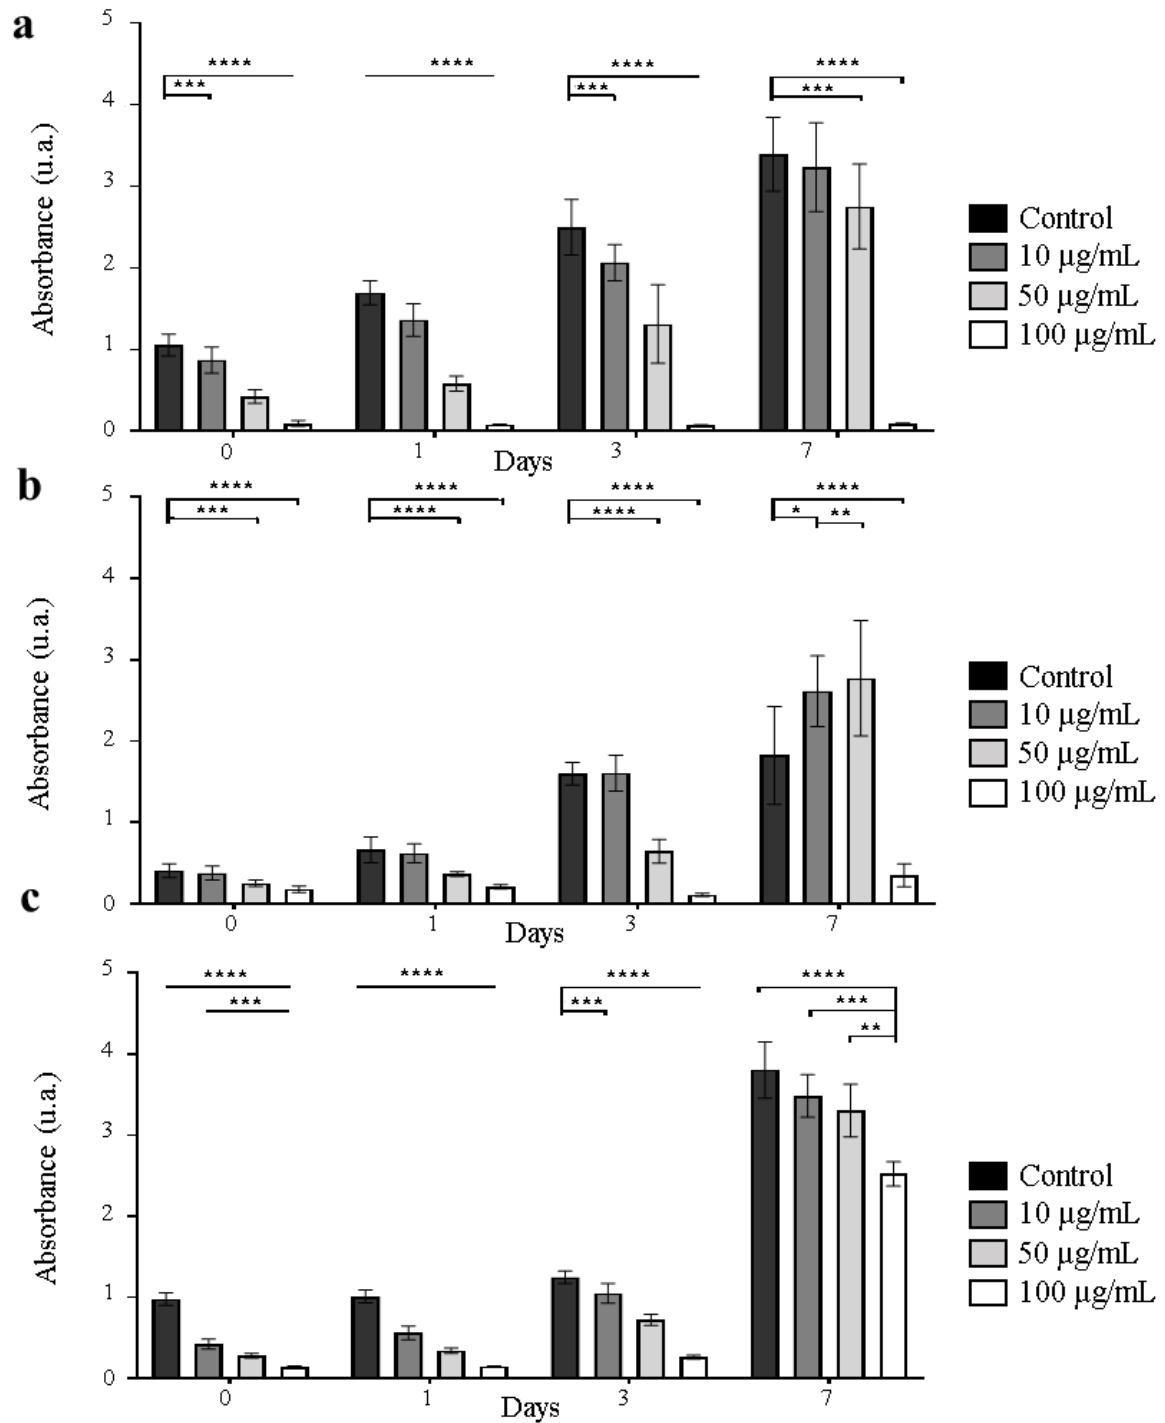 a
5
4
3
2
1
0
Absorbance (u.a.)
**** **** **** ****
*** *** ***
0 1 3 7
Days
Control
10 µg/mL
50 µg/mL
100 µg/mL
b
5
4
3
2
1
0
Absorbance (u.a.)
**** **** **** ****
*** **** **** * **
0 1 3 7
Days
Control
10 µg/mL
50 µg/mL
100 µg/mL
c
5
4
3
2
1
0
Absorbance (u.a.)
**** **** **** ****
*** *** ***
**
0 1 3 7
Days
Control
10 µg/mL
50 µg/mL
100 µg/mL